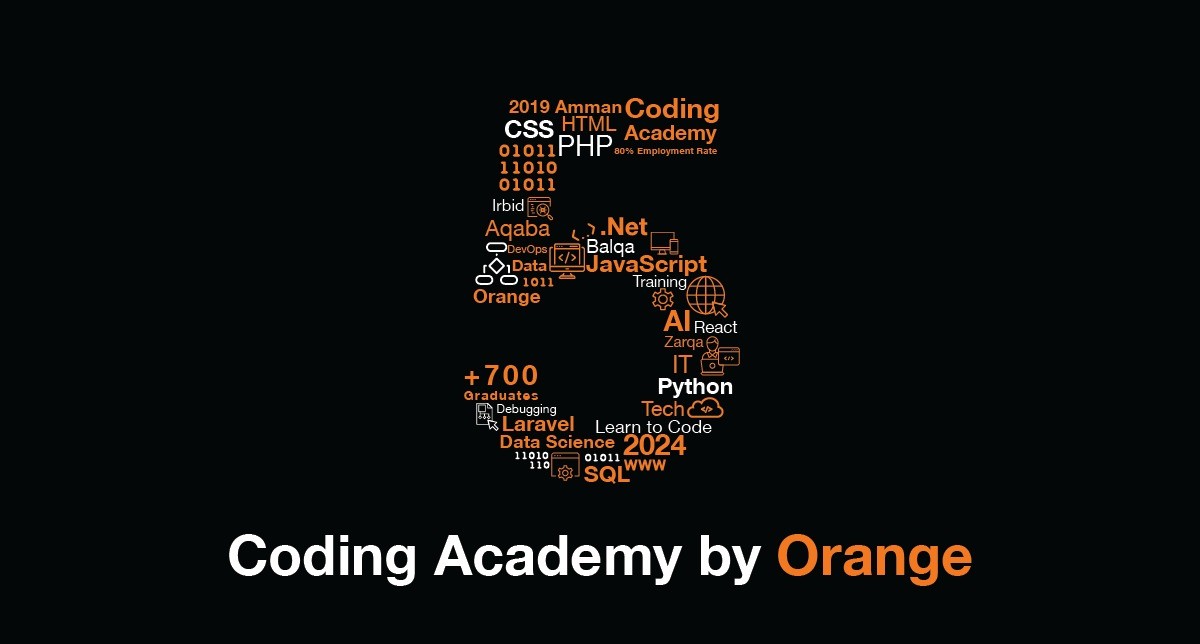 2019 Amman Coding
CSS HTML Academy
01011 PHP 80% Employment Rate
11010
01011
Irbid
Aqaba .Net
DevOps Balqa
Data JavaScript
1011 Training
Orange
AI React
Zarqa
IT
+700 Python
Graduates
Debugging Tech
Laravel Learn to Code
Data Science 2024
11010 01011 www
110 SQL
Coding Academy by Orange